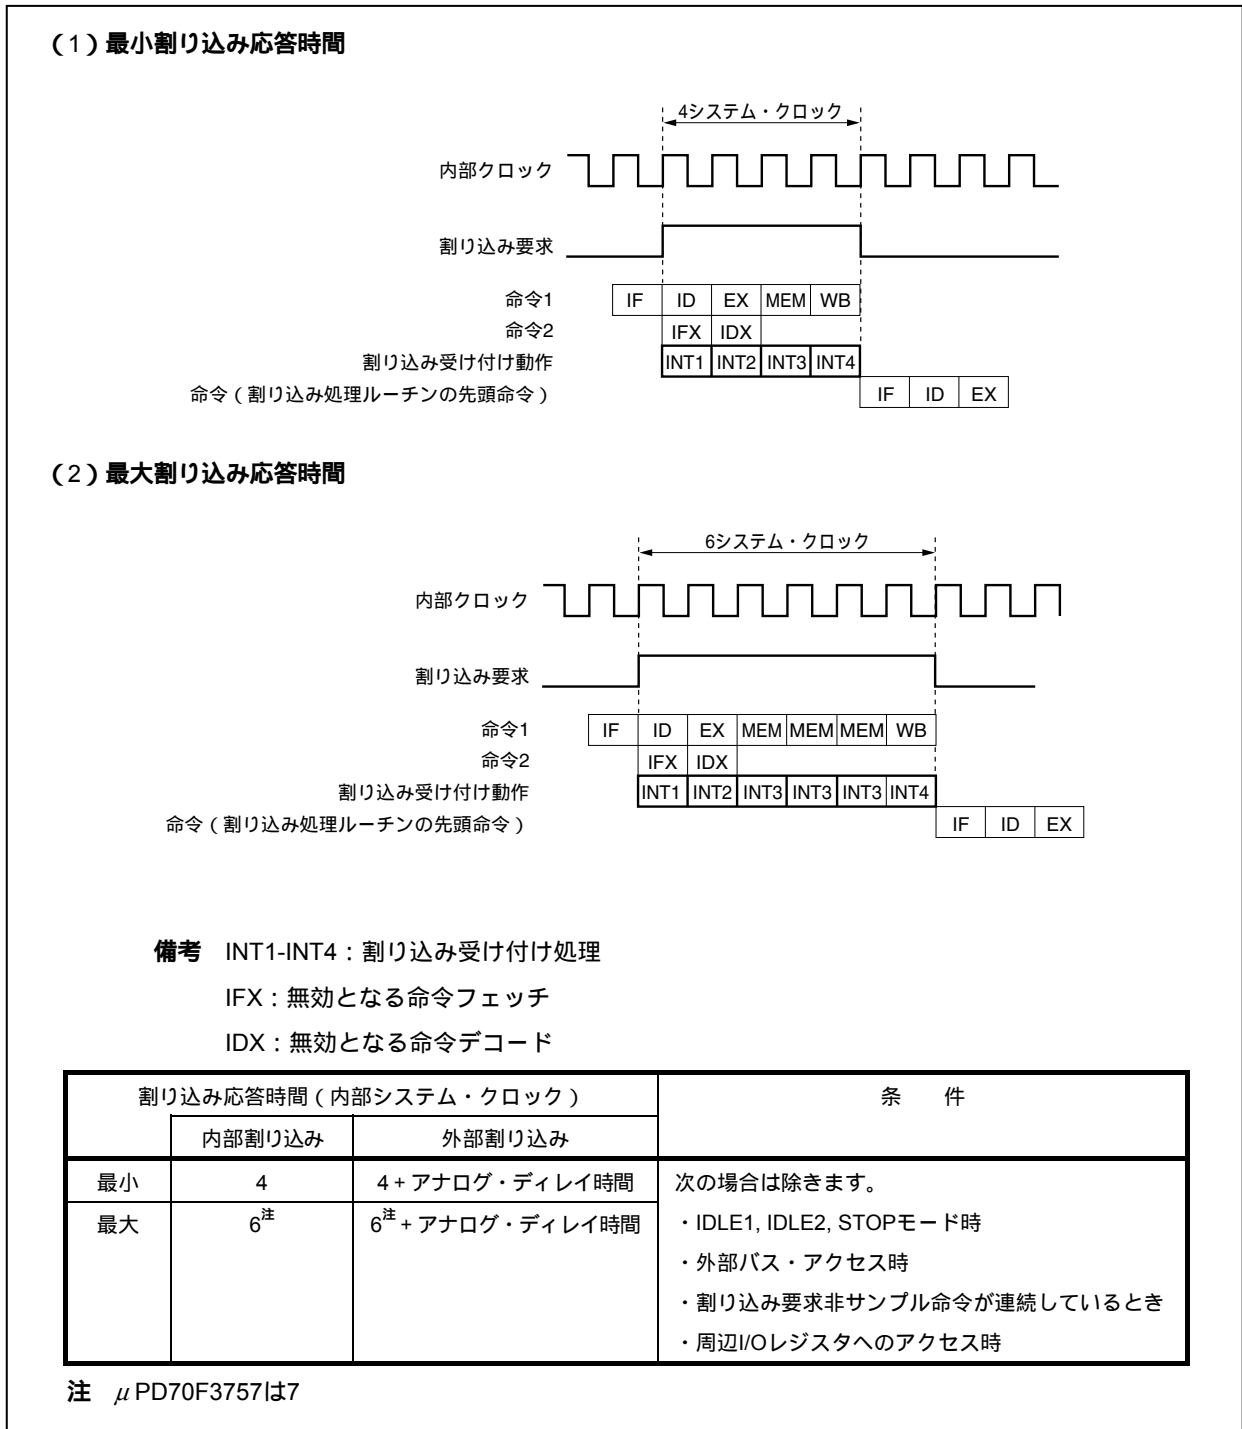 （1）最小割り込み応答時間
4システム・クロック
内部クロック
割り込み要求
命令1 IF ID EX MEM WB
命令2 IFX IDX
割り込み受け付け動作 INT1 INT2 INT3 INT4
命令（割り込み処理ルーチンの先頭命令） IF ID EX
（2）最大割り込み応答時間
6システム・クロック
内部クロック
割り込み要求
命令1 IF ID EX MEM MEM MEM WB
命令2 IFX IDX
割り込み受け付け動作 INT1 INT2 INT3 INT3 INT3 INT4
命令（割り込み処理ルーチンの先頭命令） IF ID EX
備考 INT1-INT4：割り込み受け付け処理
IFX：無効となる命令フェッチ
IDX：無効となる命令デコード
割り込み応答時間（内部システム・クロック） 条 件
内部割り込み 外部割り込み
最小 4 4 + アナログ・ディレイ時間 次の場合は除きます。
最大 6注 6注 + アナログ・ディレイ時間 ・IDLE1, IDLE2, STOPモード時
・外部バス・アクセス時
・割り込み要求非サンプル命令が連続しているとき
・周辺I/Oレジスタへのアクセス時
注 μ PD70F3757は7